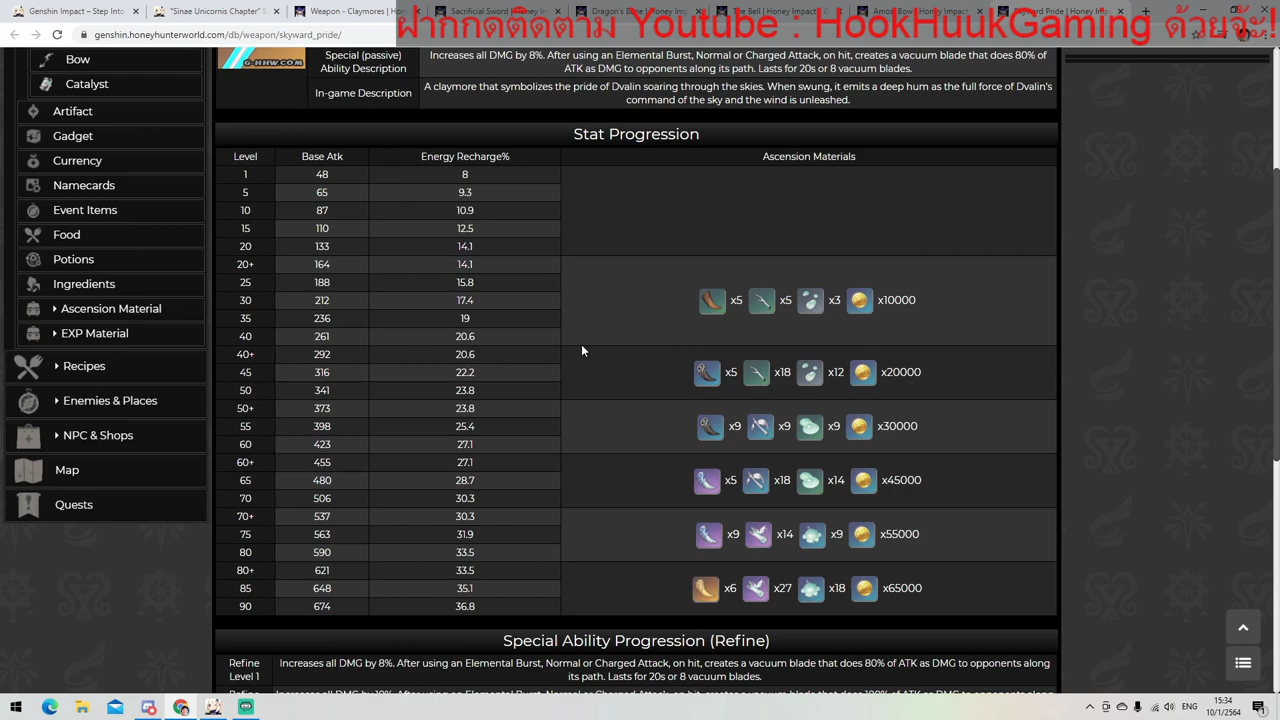 ฝากกดติดตาม Youtube : HookHuukGaming ด้วยจ้ะ!
Genshin Impact – Step Into
"Sinae Unicornis Chapter" S
Weapon - Claymores | Ho
Sacrificial Sword | Honey Im
Dragon's Bane | Honey Imp
The Bell | Honey Impact
Amos' Bow | Honey Impact
Skyward Pride | Honey Imp
genshin.honeyhunterworld.com/db/weapon/skyward_pride/
Bow
Catalyst
Artifact
Gadget
Currency
Namecards
Event Items
Food
Potions
Ingredients
Ascension Material
EXP Material
Recipes
Enemies & Places
NPC & Shops
Map
Quests
G-HHW.COM
Special (passive) Ability Description
Increases all DMG by 8%. After using an Elemental Burst, Normal or Charged Attack, on hit, creates a vacuum blade that does 80% of
ATK as DMG to opponents along its path. Lasts for 20s or 8 vacuum blades.
In-game Description
A claymore that symbolizes the pride of Dvalin soaring through the skies. When swung, it emits a deep hum as the full force of Dvalin's
command of the sky and the wind is unleashed.
Stat Progression
Level Base Atk Energy Recharge% Ascension Materials
1 48 8
5 65 9.3
10 87 10.9
15 110 12.5
20 133 14.1
20+ 164 14.1
25 188 15.8
30 212 17.4 x5 x5 x3 x10000
35 236 19
40 261 20.6
40+ 292 20.6
45 316 22.2 x5 x18 x12 x20000
50 341 23.8
50+ 373 23.8
55 398 25.4 x9 x9 x9 x30000
60 423 27.1
60+ 455 27.1
65 480 28.7 x5 x18 x14 x45000
70 506 30.3
70+ 537 30.3
75 563 31.9 x9 x14 x9 x55000
80 590 33.5
80+ 621 33.5
85 648 35.1 x6 x27 x18 x65000
90 674 36.8
Special Ability Progression (Refine)
Refine Level 1
Increases all DMG by 8%. After using an Elemental Burst, Normal or Charged Attack, on hit, creates a vacuum blade that does 80% of ATK as DMG to opponents along
its path. Lasts for 20s or 8 vacuum blades.
ENG
15:34
10/1/2564